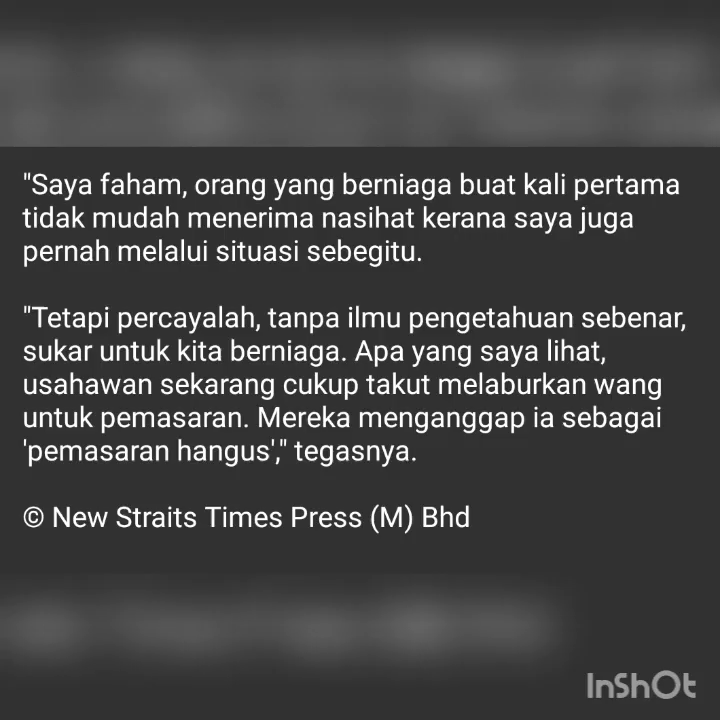 "Saya faham, orang yang berniaga buat kali pertama
tidak mudah menerima nasihat kerana saya juga
pernah melalui situasi sebegitu.
"Tetapi percayalah, tanpa ilmu pengetahuan sebenar,
sukar untuk kita berniaga. Apa yang saya lihat,
usahawan sekarang cukup takut melaburkan wang
untuk pemasaran. Mereka menganggap ia sebagai
'pemasaran hangus'," tegasnya.
© New Straits Times Press (M) Bhd
InShOt